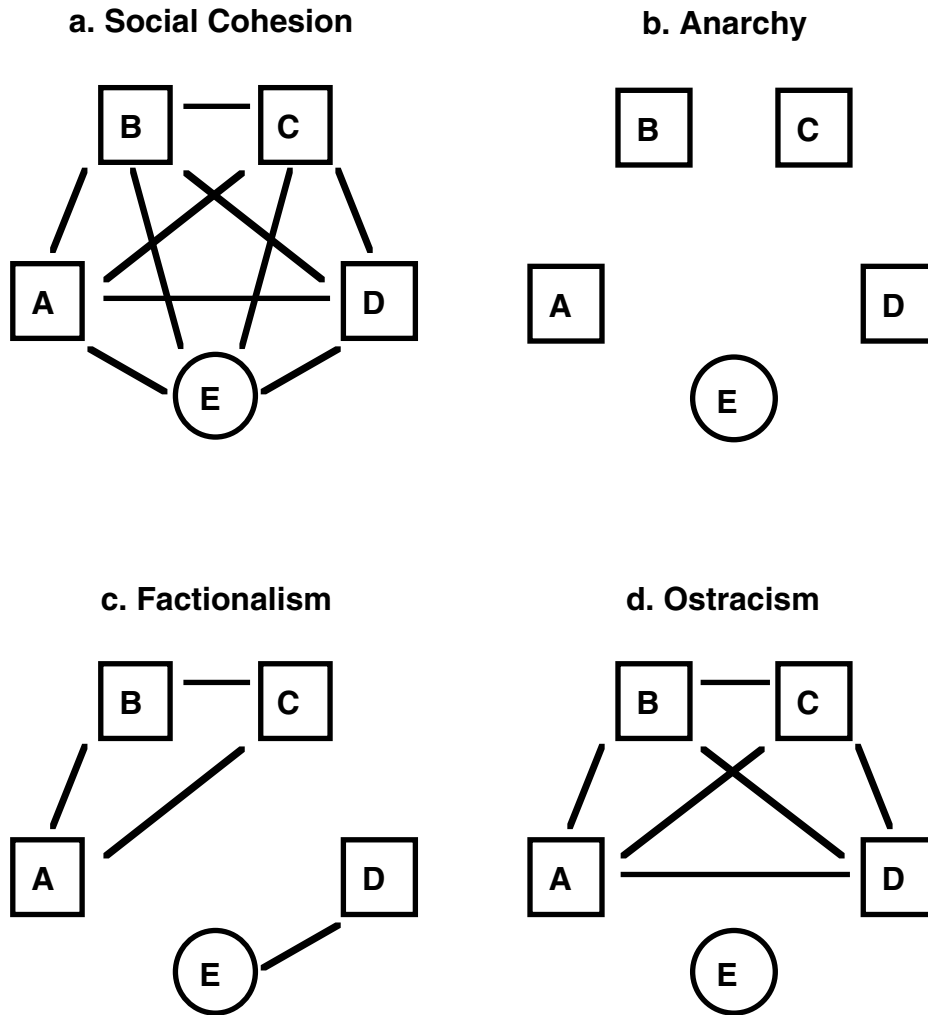 a. Social Cohesion
b. Anarchy
B
C
B
C
A
D
A
D
E
E
c. Factionalism
d. Ostracism
B
C
B
C
A
D
A
D
E
E